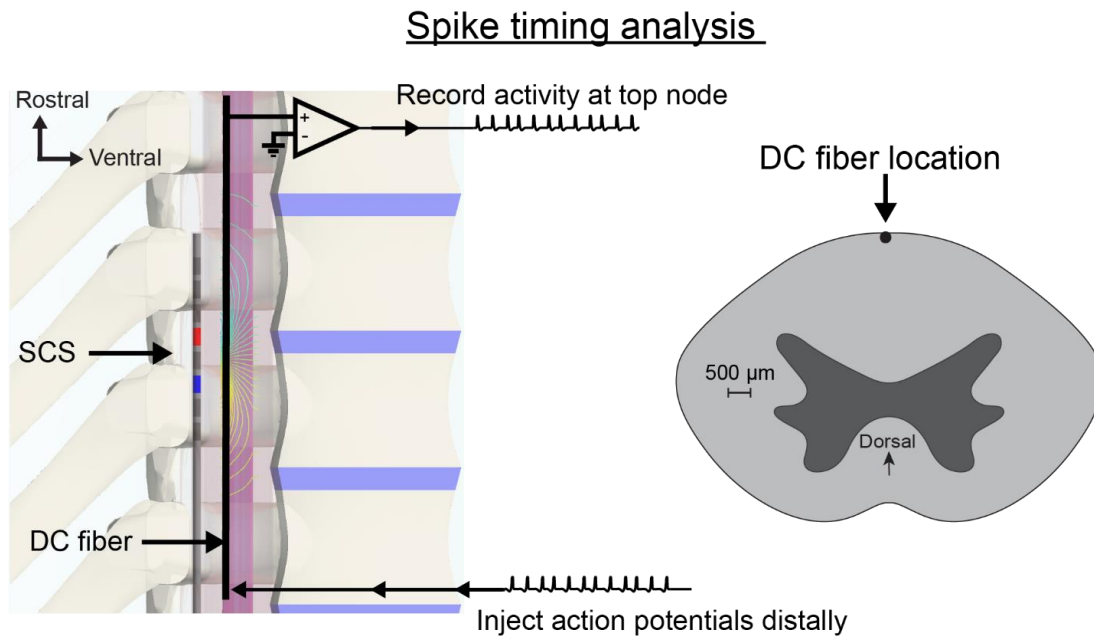 Spike timing analysis
Rostral
Ventral
Record activity at top node
+
-
SCS
DC fiber
Inject action potentials distally
DC fiber location
500 µm
Dorsal